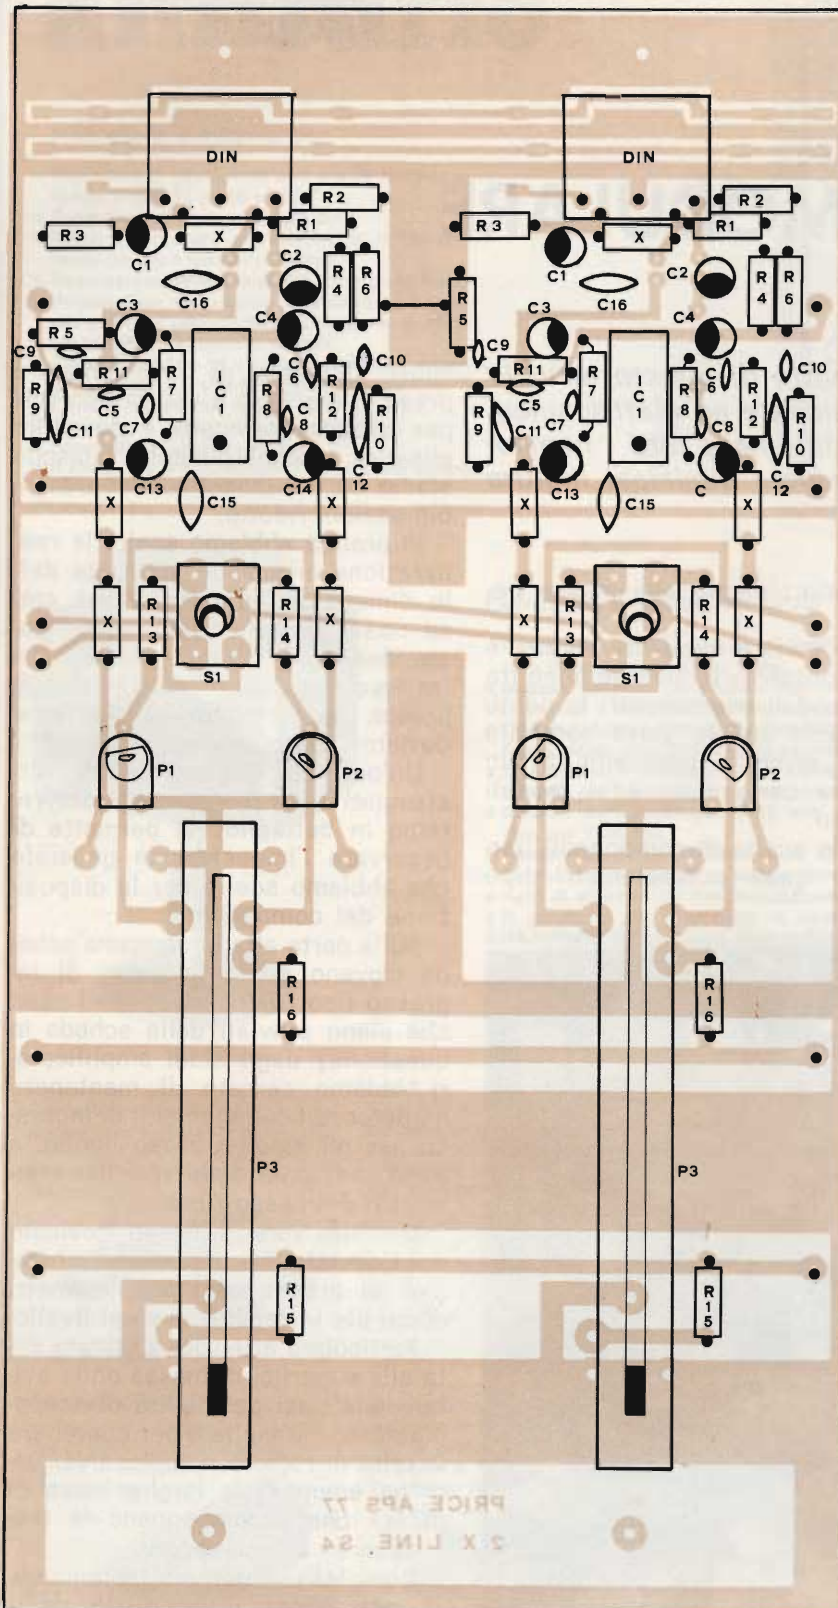 DIN DIN
R2 R2
R3 R1 R3 R1
X X
C1 C2 C1 C2
R4 R6 R4 R6
C16 R5 C16
C3 C4 C3 C4
R5
C9 C10 C9 C10
R11 R7 IC1 C6 R11 R7 IC1 C6
R9 C5 R8 R12 C5 R8 R12
C7 C8 R10 R9 C7 C8 R10
C11 C11
C13 C14 C12 C13 C C12
X C15 X X C15 X
X R13 R14 X X R13 R14 X
S1 S1
P1 P2 P1 P2
R16 R16
P3 P3
R15 R15
PRICE APS 77
2 X LINE S4